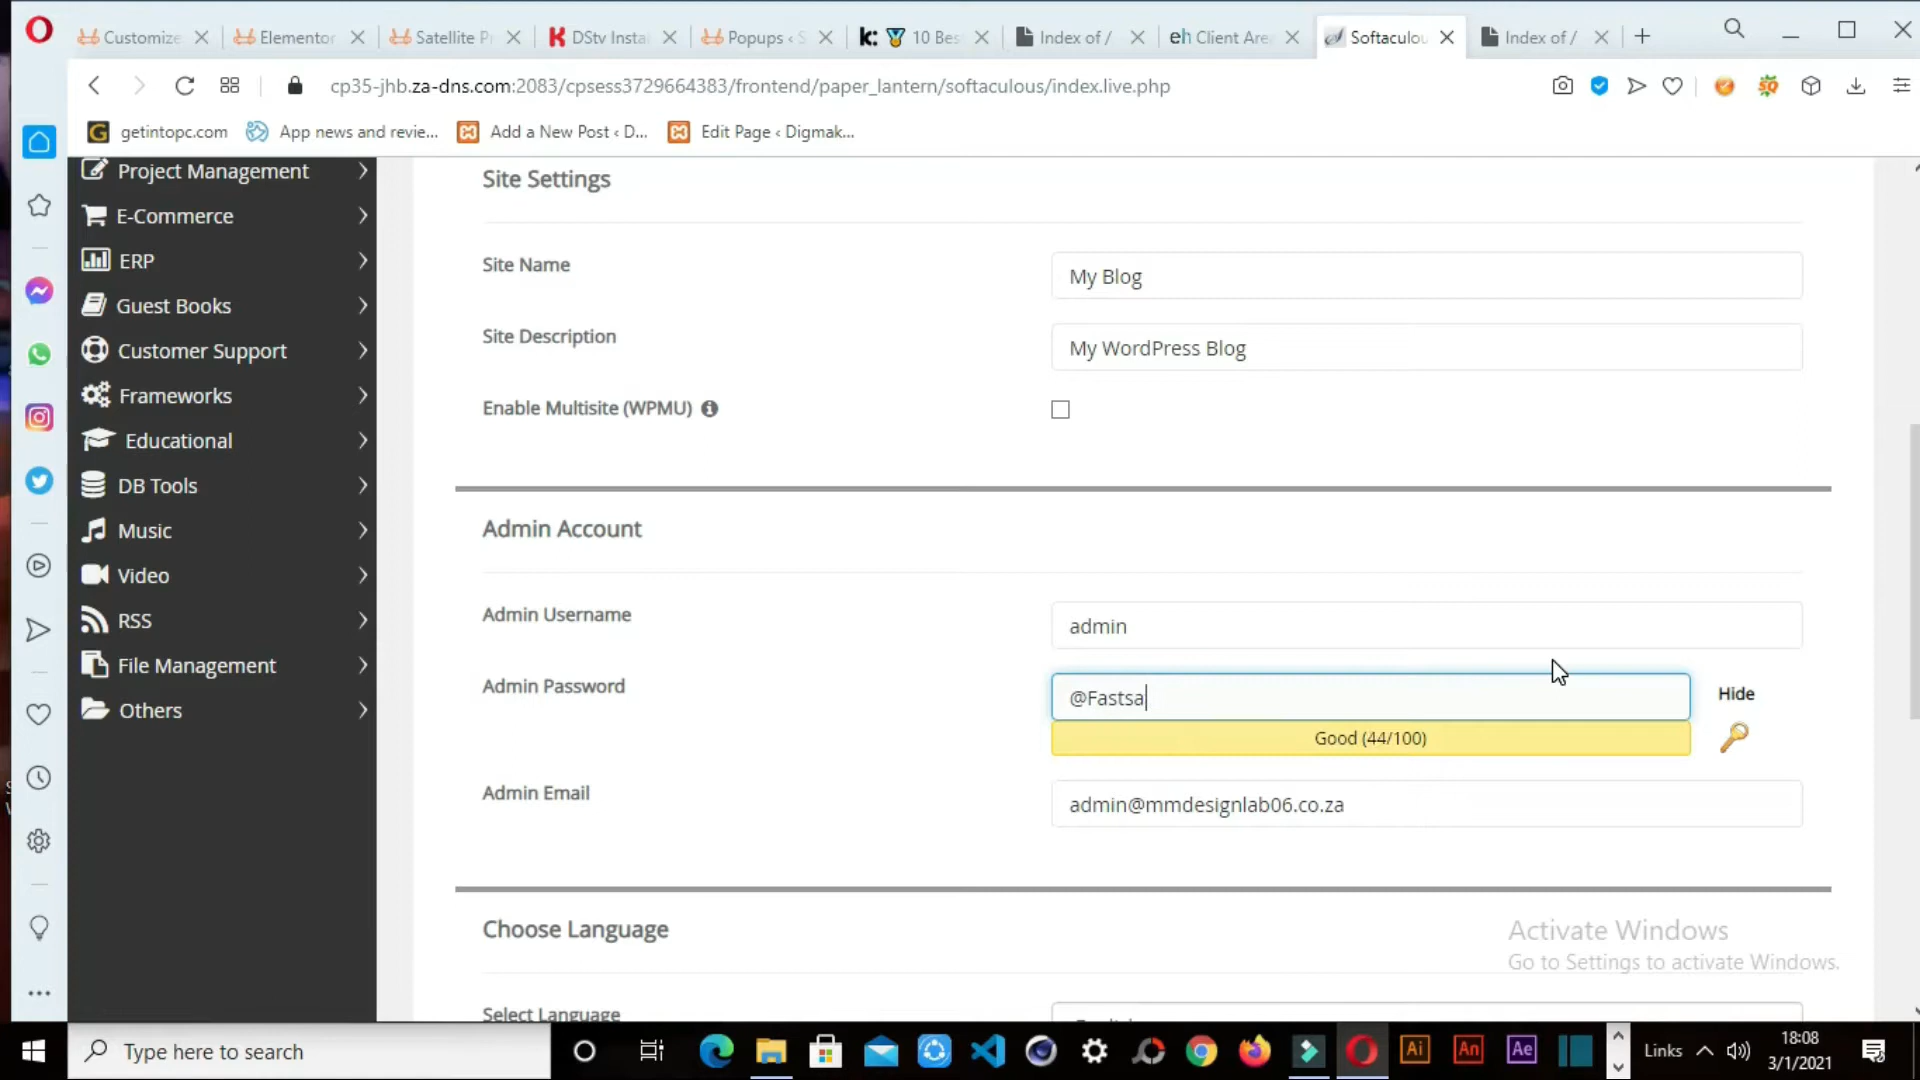 Customize
Elementor
Satellite P
DStv Insta
Popups ‹ S
k: 10 Bes
Index of /
eh Client Are
Softaculou
Index of /
cp35-jhb.za-dns.com:2083/cpsess3729664383/frontend/paper_lantern/softaculous/index.live.php
getintopc.com
App news and revie...
Add a New Post ‹ D...
Edit Page ‹ Digmak...
Project Management
E-Commerce
ERP
Guest Books
Customer Support
Frameworks
Educational
DB Tools
Music
Video
RSS
File Management
Others
Site Settings
Site Name
My Blog
Site Description
My WordPress Blog
Enable Multisite (WPMU)
Admin Account
Admin Username
admin
Admin Password
@Fastsa
Hide
Good (44/100)
Admin Email
admin@mmdesignlab06.co.za
Choose Language
Select Language
Activate Windows
Go to Settings to activate Windows.
Type here to search
Ai
An
Ae
Links
18:08
3/1/2021